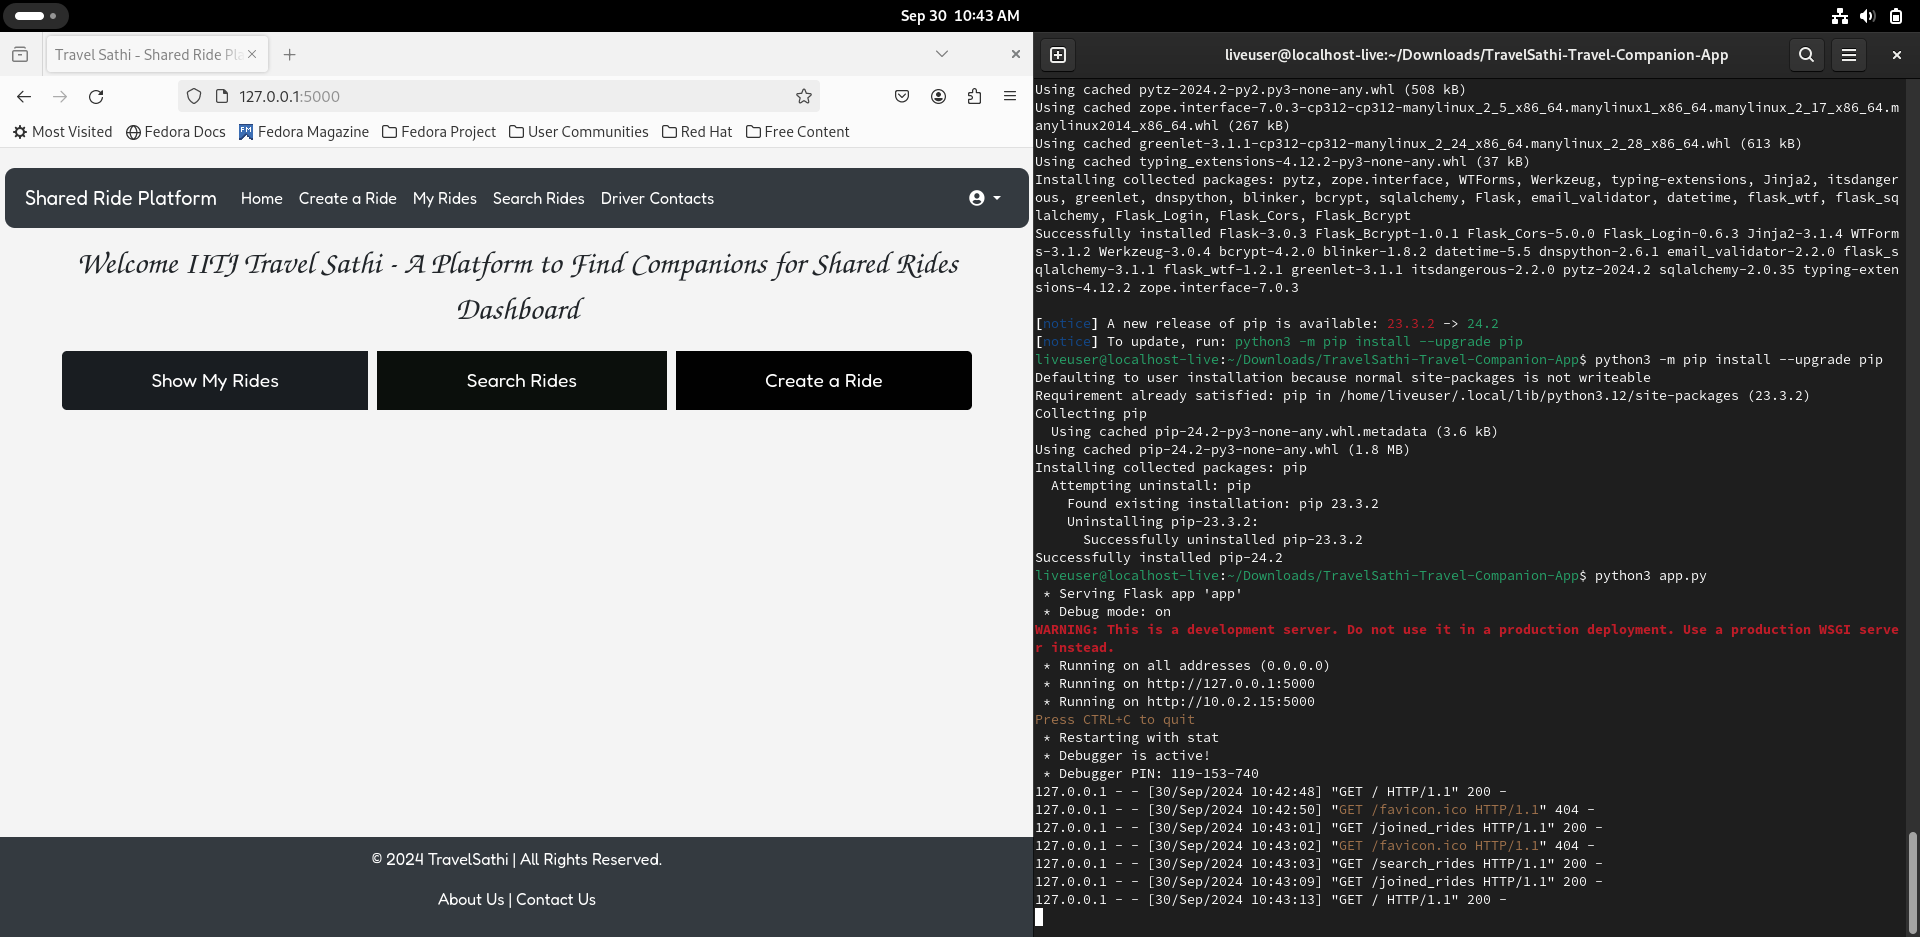 Sep 30 10:43 AM
Travel Sathi - Shared Ride Pla
127.0.0.1:5000
Most Visited Fedora Docs Fedora Magazine Fedora Project User Communities Red Hat Free Content
Shared Ride Platform Home Create a Ride My Rides Search Rides Driver Contacts
Welcome IITJ Travel Sathi - A Platform to Find Companions for Shared Rides
Dashboard
Show My Rides Search Rides Create a Ride
© 2024 TravelSathi | All Rights Reserved.
About Us | Contact Us
liveuser@localhost-live:~/Downloads/TravelSathi-Travel-Companion-App
Using cached pytz-2024.2-py2.py3-none-any.whl (508 kB)
Using cached zope.interface-7.0.3-cp312-cp312-manylinux_2_5_x86_64.manylinux1_x86_64.manylinux_2_17_x86_64.m
anylinux2014_x86_64.whl (267 kB)
Using cached greenlet-3.1.1-cp312-cp312-manylinux_2_24_x86_64.manylinux_2_28_x86_64.whl (613 kB)
Using cached typing_extensions-4.12.2-py3-none-any.whl (37 kB)
Installing collected packages: pytz, zope.interface, WTForms, Werkzeug, typing-extensions, Jinja2, itsdanger
ous, greenlet, dnspython, blinker, bcrypt, sqlalchemy, Flask, email_validator, datetime, flask_wtf, flask_sq
lalchemy, Flask_Login, Flask_Cors, Flask_Bcrypt
Successfully installed Flask-3.0.3 Flask_Bcrypt-1.0.1 Flask_Cors-5.0.0 Flask_Login-0.6.3 Jinja2-3.1.4 WTForm
s-3.1.2 Werkzeug-3.0.4 bcrypt-4.2.0 blinker-1.8.2 datetime-5.5 dnspython-2.6.1 email_validator-2.2.0 flask_s
qlalchemy-3.1.1 flask_wtf-1.2.1 greenlet-3.1.1 itsdangerous-2.2.0 pytz-2024.2 sqlalchemy-2.0.35 typing-exten
sions-4.12.2 zope.interface-7.0.3
[notice] A new release of pip is available: 23.3.2 -> 24.2
[notice] To update, run: python3 -m pip install --upgrade pip
liveuser@localhost-live:~/Downloads/TravelSathi-Travel-Companion-App$ python3 -m pip install --upgrade pip
Defaulting to user installation because normal site-packages is not writeable
Requirement already satisfied: pip in /home/liveuser/.local/lib/python3.12/site-packages (23.3.2)
Collecting pip
Using cached pip-24.2-py3-none-any.whl.metadata (3.6 kB)
Using cached pip-24.2-py3-none-any.whl (1.8 MB)
Installing collected packages: pip
Attempting uninstall: pip
Found existing installation: pip 23.3.2
Uninstalling pip-23.3.2:
Successfully uninstalled pip-23.3.2
Successfully installed pip-24.2
liveuser@localhost-live:~/Downloads/TravelSathi-Travel-Companion-App$ python3 app.py
* Serving Flask app 'app'
* Debug mode: on
WARNING: This is a development server. Do not use it in a production deployment. Use a production WSGI serve
r instead.
* Running on all addresses (0.0.0.0)
* Running on http://127.0.0.1:5000
* Running on http://10.0.2.15:5000
Press CTRL+C to quit
* Restarting with stat
* Debugger is active!
* Debugger PIN: 119-153-740
127.0.0.1 - - [30/Sep/2024 10:42:48] "GET / HTTP/1.1" 200 -
127.0.0.1 - - [30/Sep/2024 10:42:50] "GET /favicon.ico HTTP/1.1" 404 -
127.0.0.1 - - [30/Sep/2024 10:43:01] "GET /joined_rides HTTP/1.1" 200 -
127.0.0.1 - - [30/Sep/2024 10:43:02] "GET /favicon.ico HTTP/1.1" 404 -
127.0.0.1 - - [30/Sep/2024 10:43:03] "GET /search_rides HTTP/1.1" 200 -
127.0.0.1 - - [30/Sep/2024 10:43:09] "GET /joined_rides HTTP/1.1" 200 -
127.0.0.1 - - [30/Sep/2024 10:43:13] "GET / HTTP/1.1" 200 -